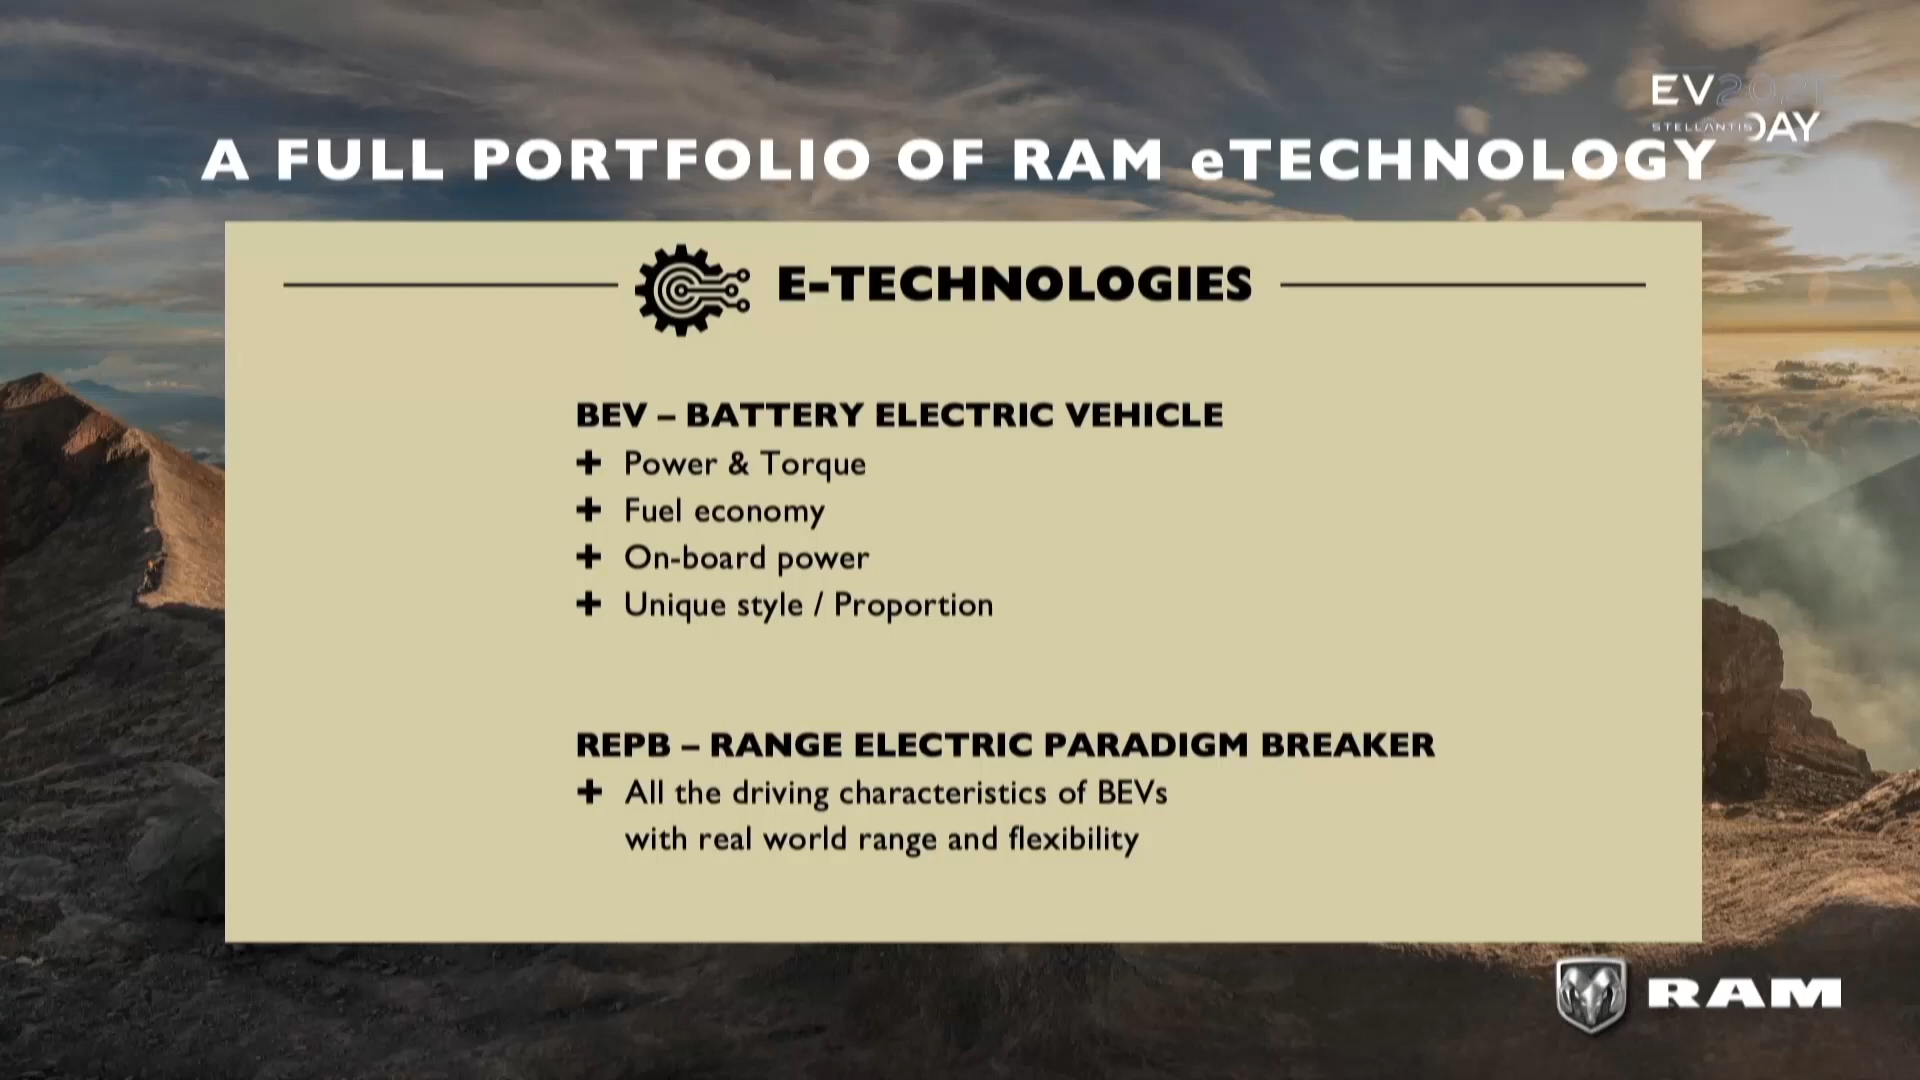 EV2021
STELLANTIS DAY
A FULL PORTFOLIO OF RAM eTECHNOLOGY
E-TECHNOLOGIES
BEV – BATTERY ELECTRIC VEHICLE
+ Power & Torque
+ Fuel economy
+ On-board power
+ Unique style / Proportion
REPB – RANGE ELECTRIC PARADIGM BREAKER
+ All the driving characteristics of BEVs
with real world range and flexibility
RAM